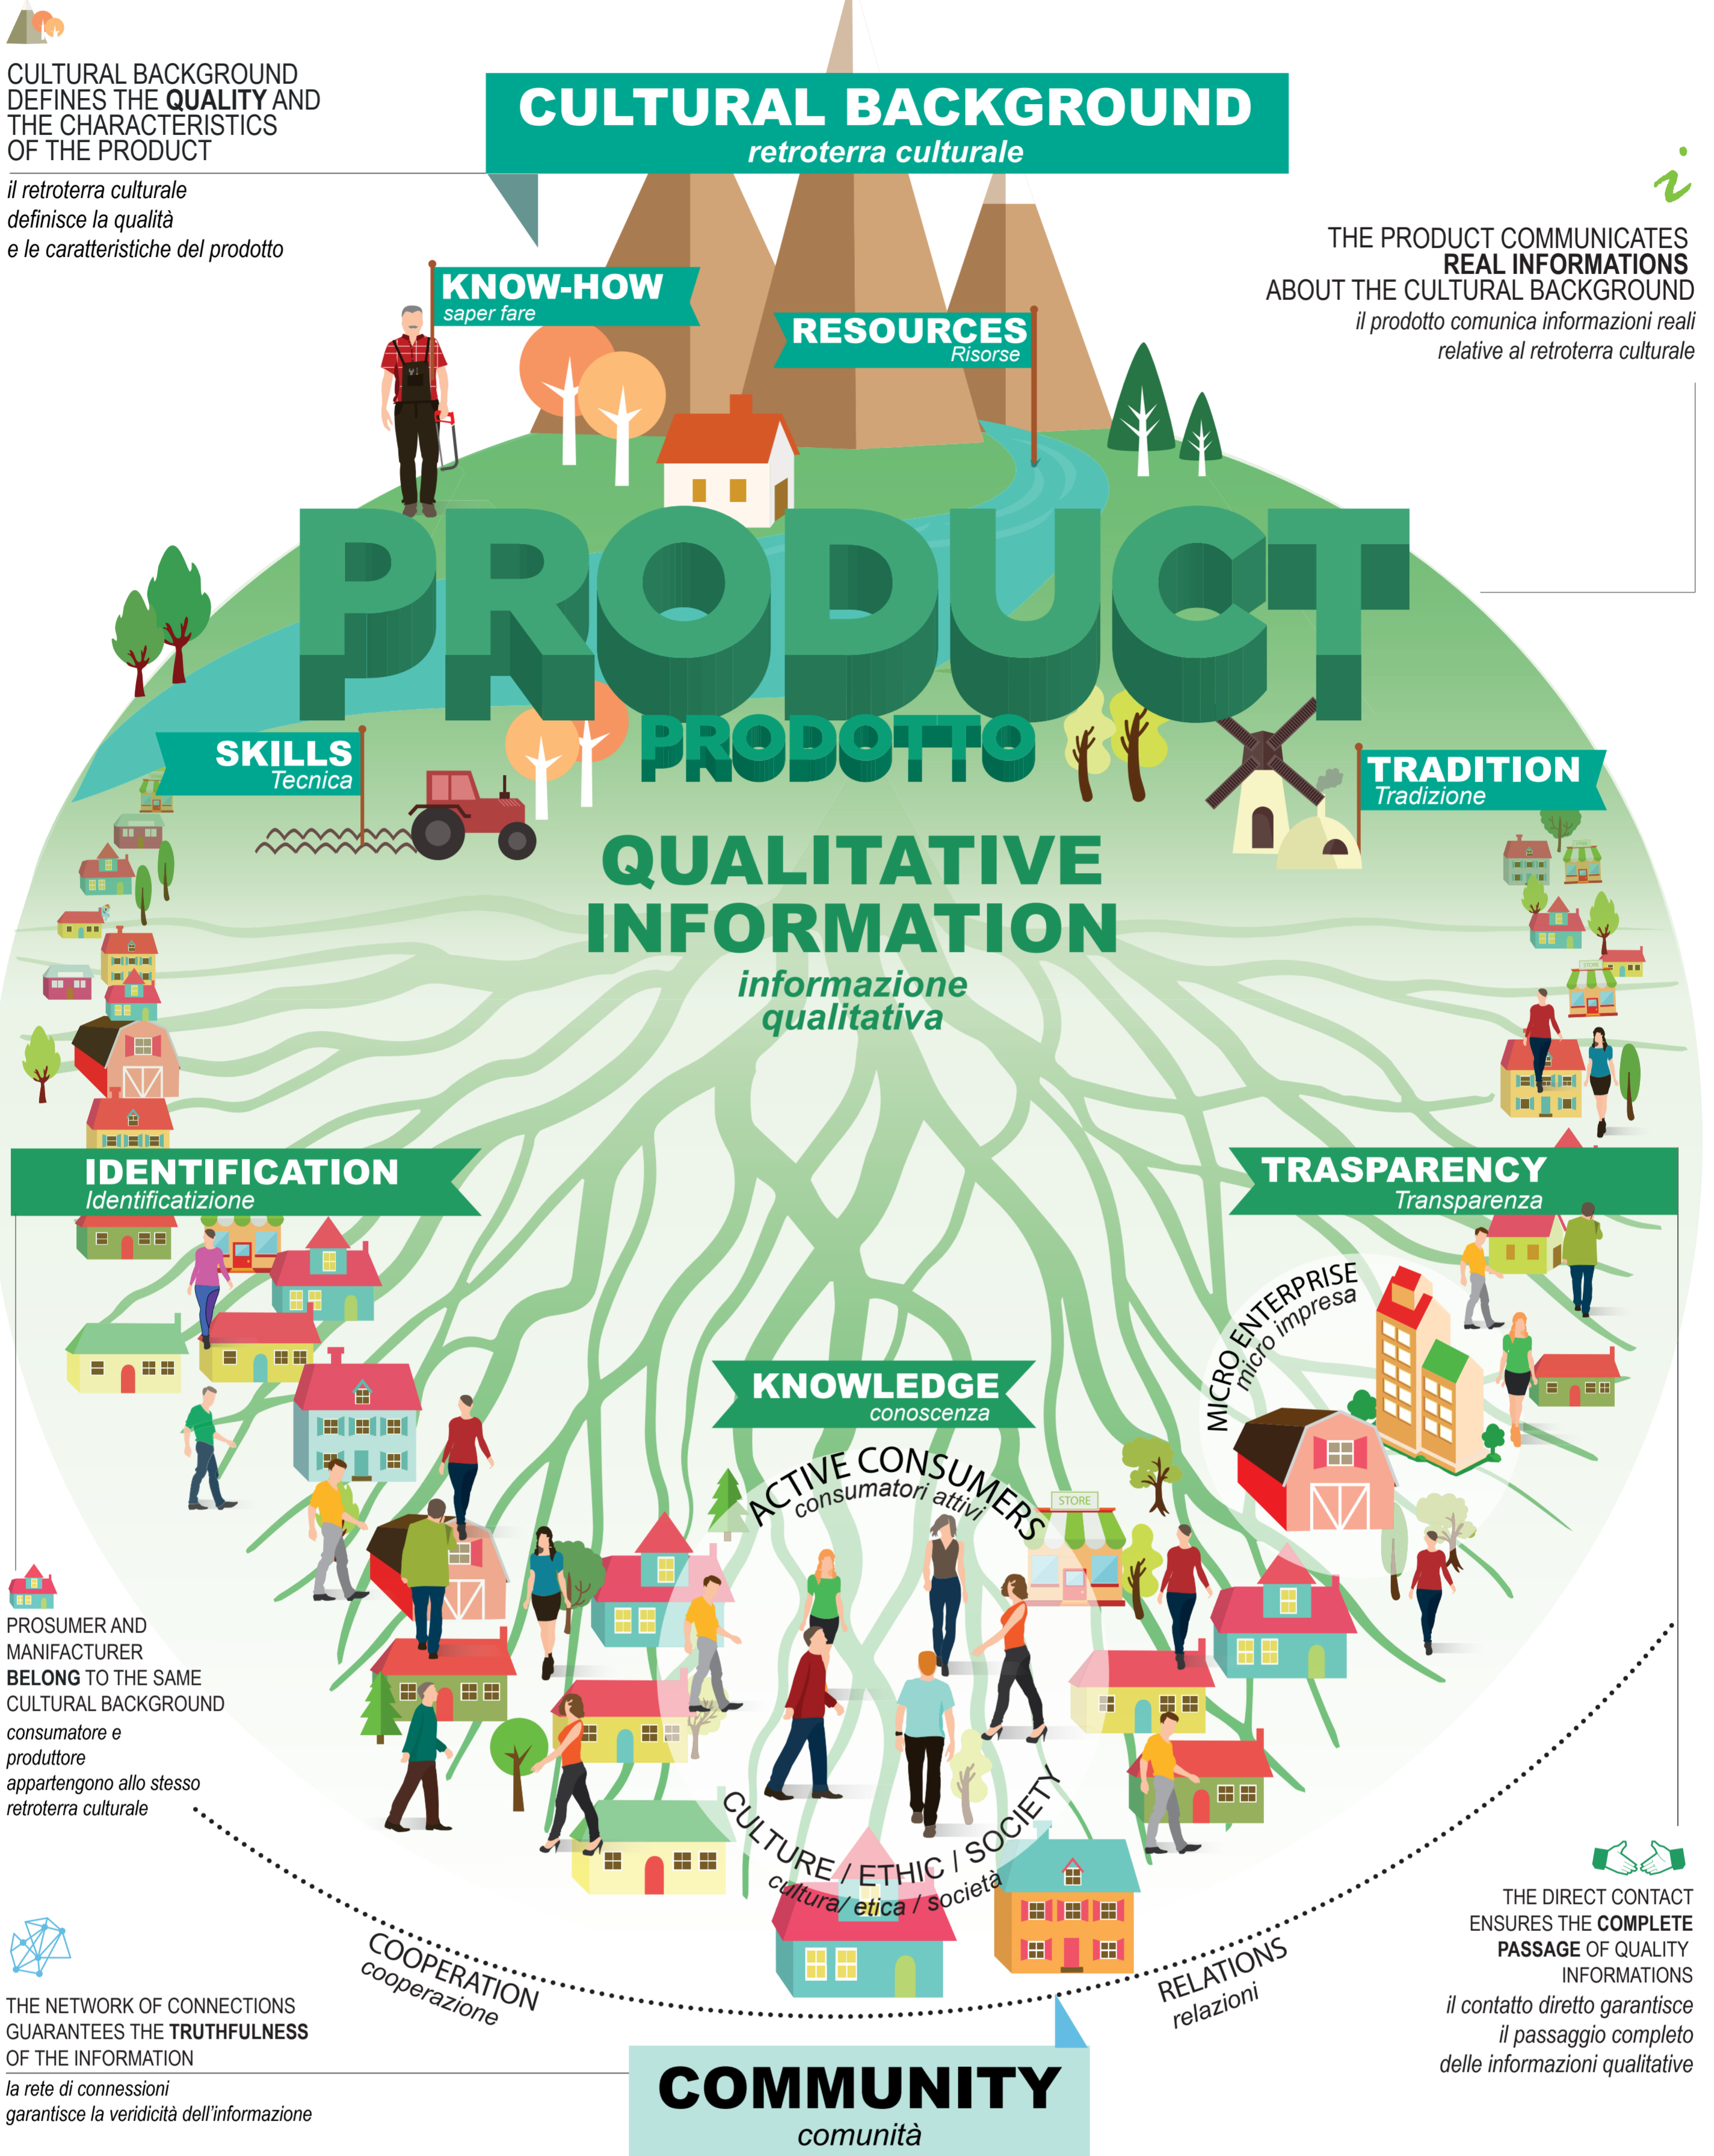 CULTURAL BACKGROUND
DEFINES THE QUALITY AND
THE CHARACTERISTICS
OF THE PRODUCT
il retroterra culturale
definisce la qualità
e le caratteristiche del prodotto
CULTURAL BACKGROUND
retroterra culturale
i
THE PRODUCT COMMUNICATES
REAL INFORMATIONS
ABOUT THE CULTURAL BACKGROUND
il prodotto comunica informazioni reali
relative al retroterra culturale
KNOW-HOW
saper fare
RESOURCES
Risorse
PRODUCT
PRODOTTO
SKILLS
Tecnica
TRADITION
Tradizione
QUALITATIVE
INFORMATION
informazione
qualitativa
STORE
STORE
IDENTIFICATION
Identificatizione
TRASPARENCY
Transparenza
MICRO ENTERPRISE
micro impresa
KNOWLEDGE
conoscenza
ACTIVE CONSUMERS
consumatori attivi
STORE
PROSUMER AND
MANIFACTURER
BELONG TO THE SAME
CULTURAL BACKGROUND
consumatore e
produttore
appartengono allo stesso
retroterra culturale
CULTURE / ETHIC / SOCIETY
cultura/ etica / società
COOPERATION
cooperazione
RELATIONS
relazioni
THE NETWORK OF CONNECTIONS
GUARANTEES THE TRUTHFULNESS
OF THE INFORMATION
la rete di connessioni
garantisce la veridicità dell'informazione
THE DIRECT CONTACT
ENSURES THE COMPLETE
PASSAGE OF QUALITY
INFORMATIONS
il contatto diretto garantisce
il passaggio completo
delle informazioni qualitative
COMMUNITY
comunità